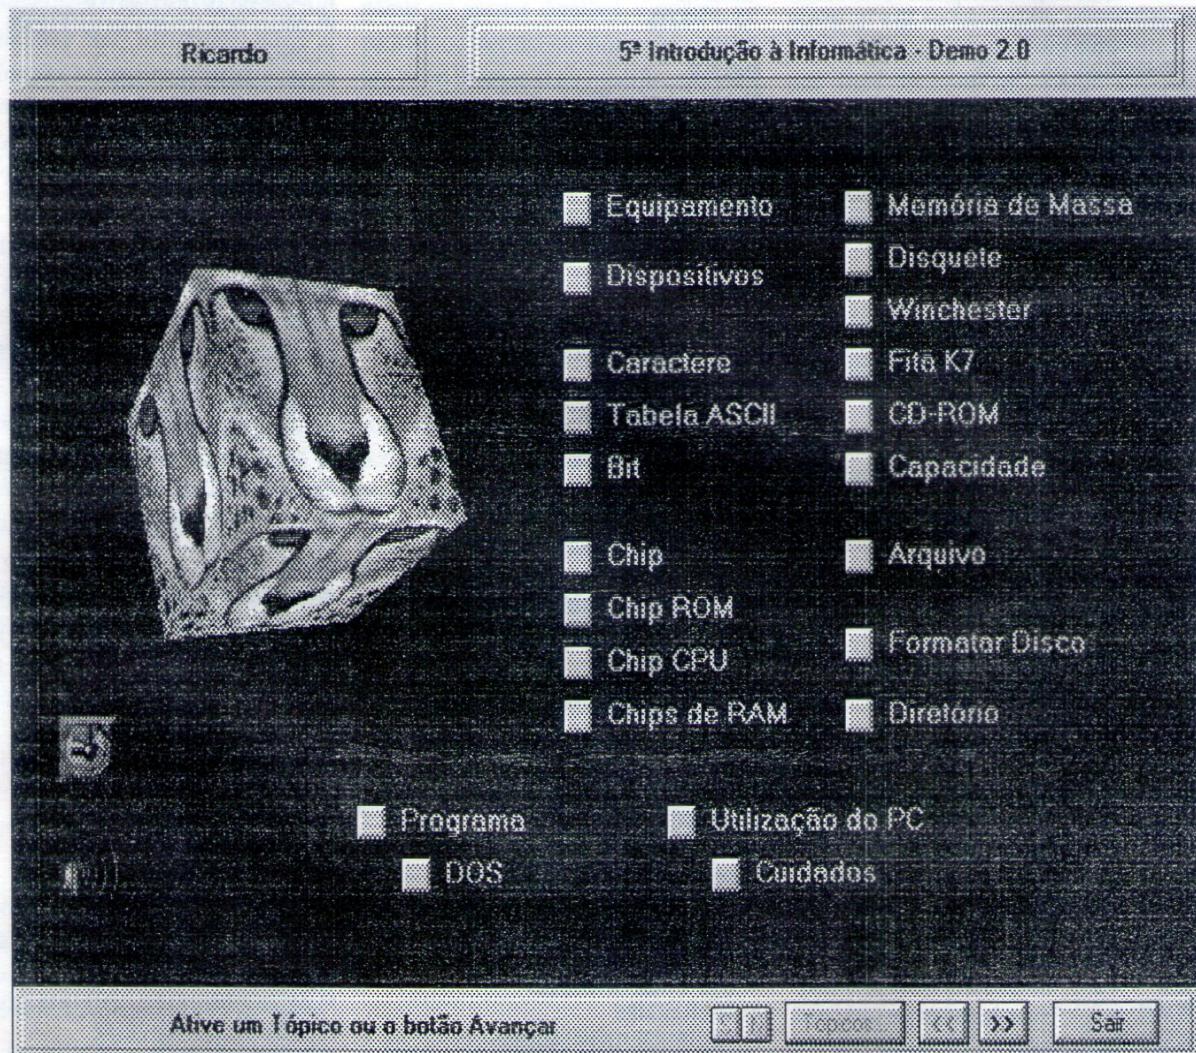 Ricardo
5ª Introdução à Informática - Demo 2.0
Equipamento
Dispositivos
Caractere
Tabela ASCII
Bit
Chip
Chip ROM
Chip CPU
Chips de RAM
Memória de Massa
Disquete
Winchester
Fita K7
CD-ROM
Capacidade
Arquivo
Formatar Disco
Diretório
Programa
DOS
Utilização do PC
Cuidados
Ative um Tópico ou o botão Avançar
Tópicos... << >> Sair